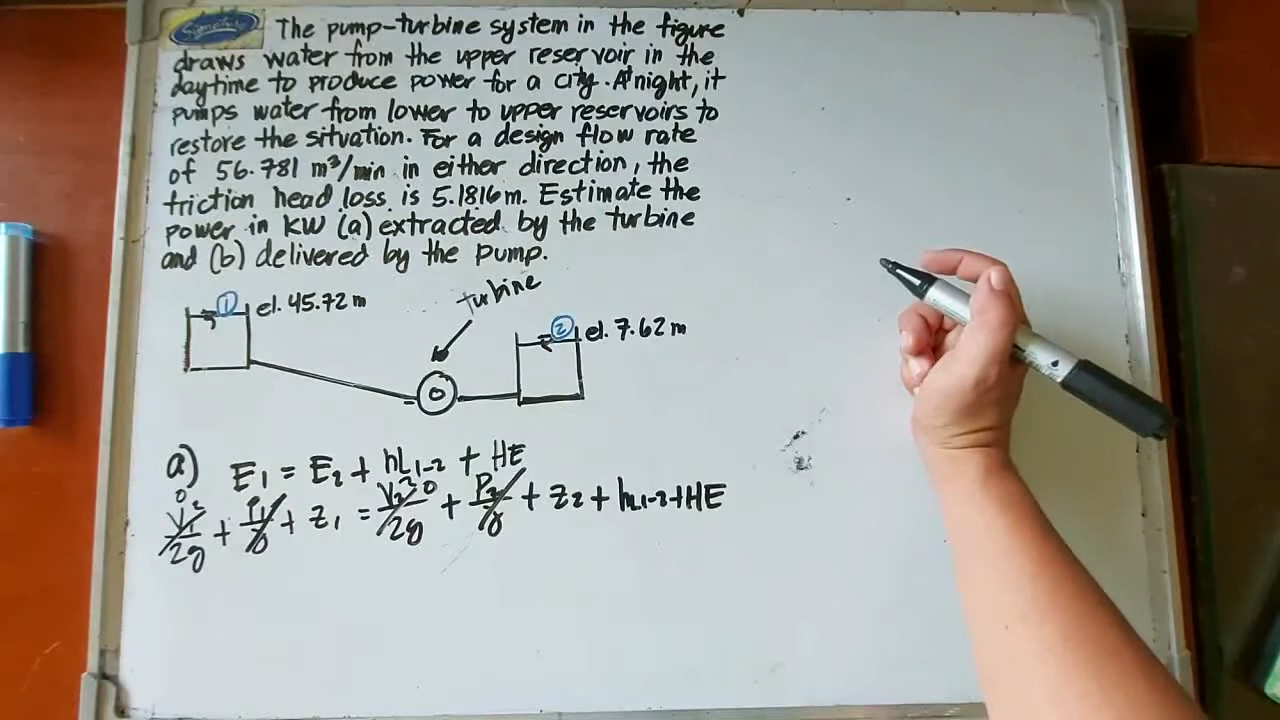 Signature The pump-turbine system in the figure
draws water from the upper reservoir in the
daytime to produce power for a city. At night, it
pumps water from lower to upper reservoirs to
restore the situation. For a design flow rate
of 56.781 m³/min in either direction, the
friction head loss is 5.1816m. Estimate the
power in KW (a) extracted by the turbine
and (b) delivered by the pump.
① el. 45.72 m
turbine
② el. 7.62 m
a) E₁ = E₂ + hL₁₋₂ + HE
V₁²/2g 0 + P₁/γ + Z₁ = V₂²/2g 0 + P₂/γ + Z₂ + hL₁₋₂ + HE